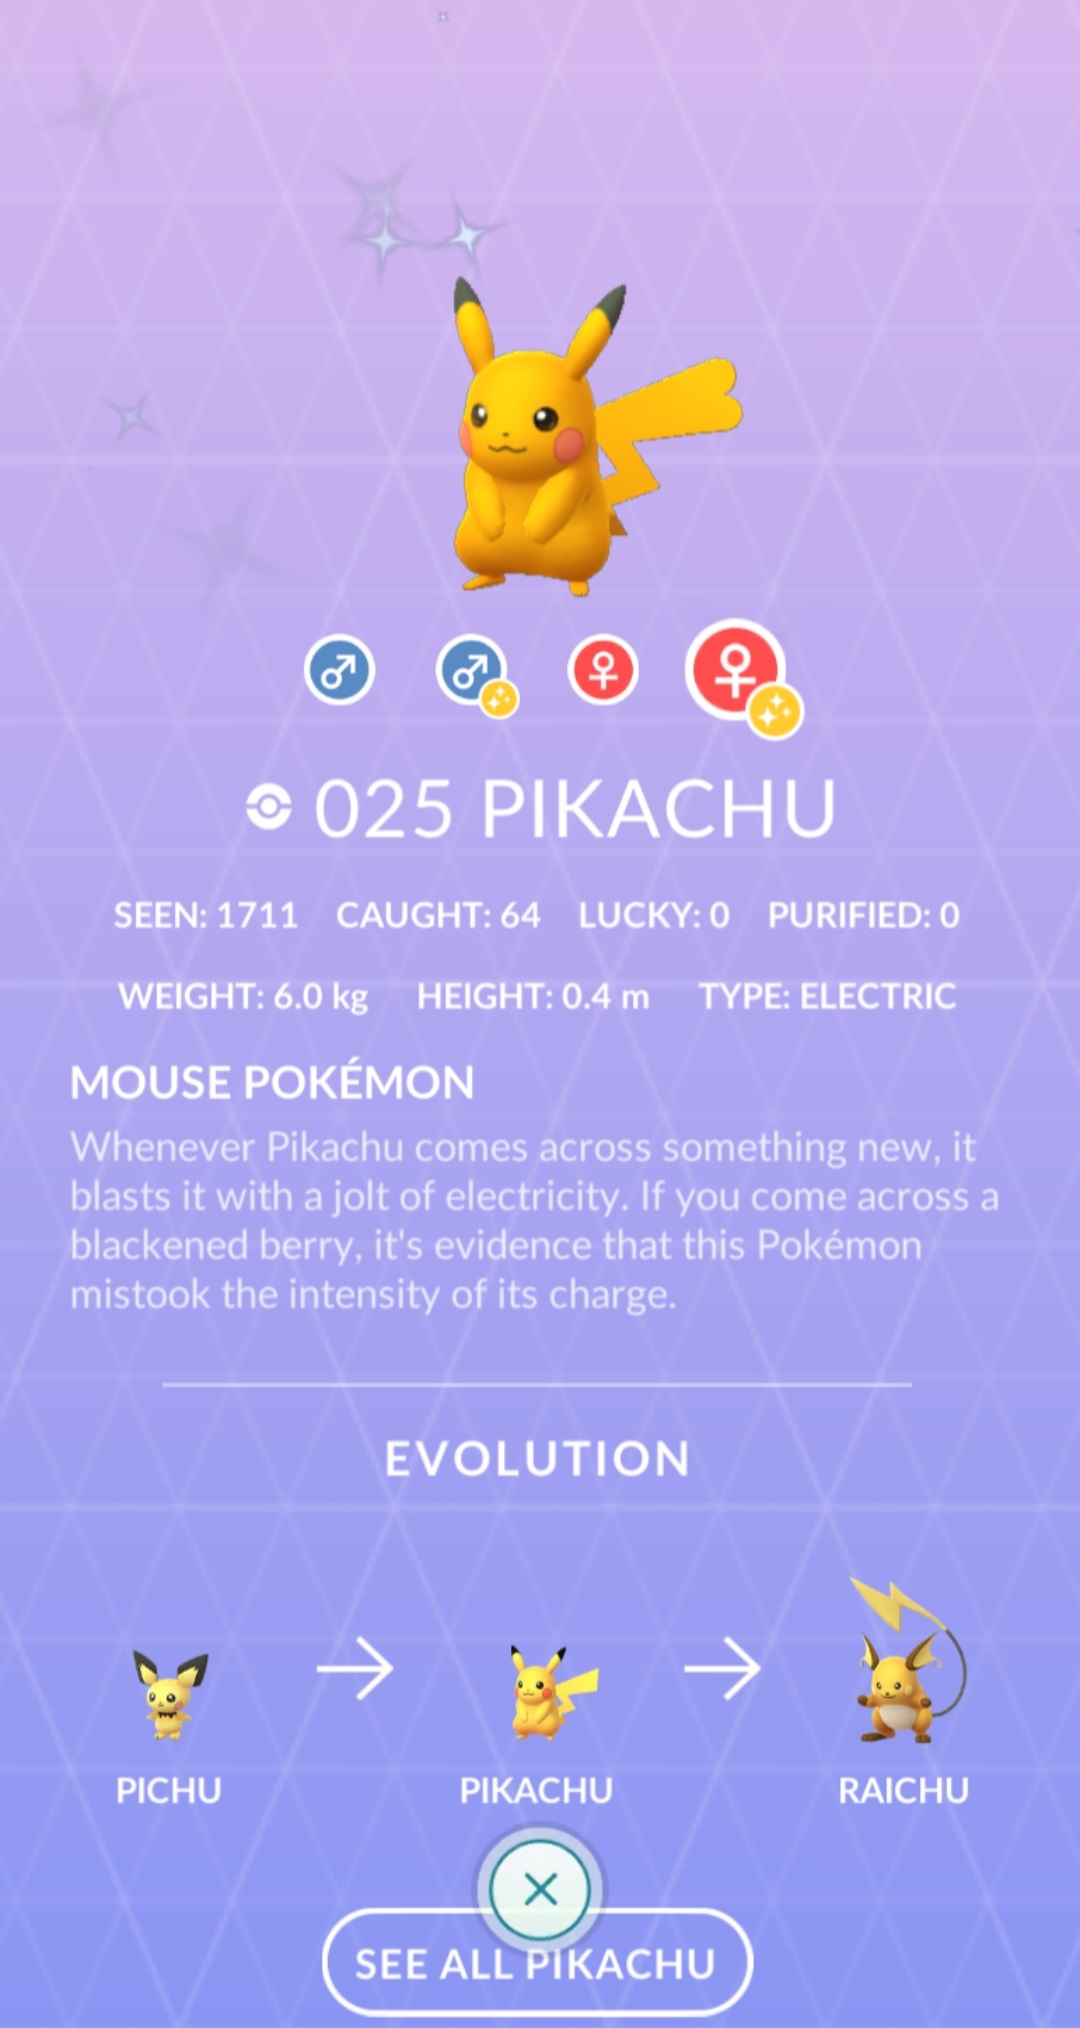 025 PIKACHU
SEEN: 1711 CAUGHT: 64 LUCKY: 0 PURIFIED: 0
WEIGHT: 6.0 kg HEIGHT: 0.4 m TYPE: ELECTRIC
MOUSE POKÉMON
Whenever Pikachu comes across something new, it
blasts it with a jolt of electricity. If you come across a
blackened berry, it's evidence that this Pokémon
mistook the intensity of its charge.
EVOLUTION
PICHU PIKACHU RAICHU
SEE ALL PIKACHU